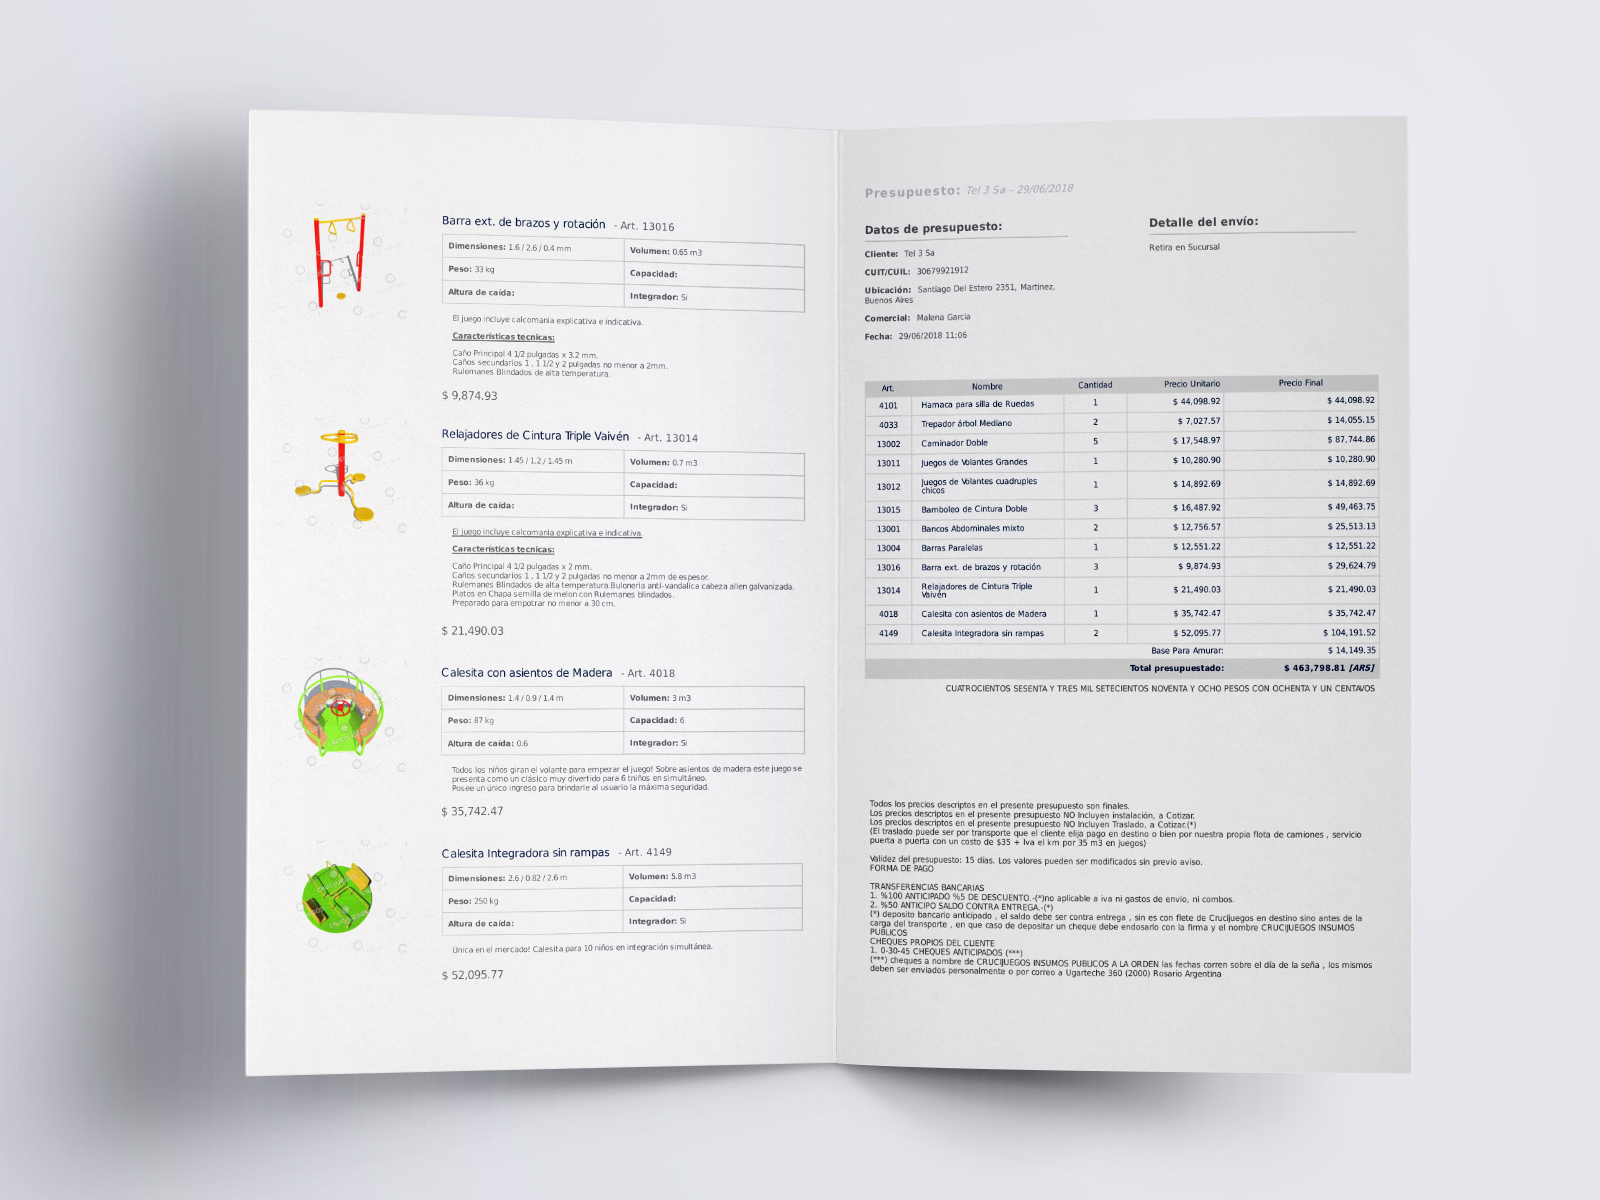 Barra ext. de brazos y rotación - Art. 13016
Dimensiones: 1.6 / 2.6 / 0.4 mm Volumen: 0.65 m3
Peso: 33 kg Capacidad:
Altura de caída: Integrador: Si
El juego incluye calcomania explicativa e indicativa.
Características tecnicas:
Caño Principal 4 1/2 pulgadas x 3.2 mm.
Caños secundarios 1 , 1 1/2 y 2 pulgadas no menor a 2mm.
Rulemanes Blindados de alta temperatura.
$ 9,874.93
Relajadores de Cintura Triple Vaivén - Art. 13014
Dimensiones: 1.45 / 1.2 / 1.45 m Volumen: 0.7 m3
Peso: 36 kg Capacidad:
Altura de caída: Integrador: Si
El juego incluye calcomania explicativa e indicativa.
Características tecnicas:
Caño Principal 4 1/2 pulgadas x 2 mm.
Caños secundarios 1 , 1 1/2 y 2 pulgadas no menor a 2mm de espesor.
Rulemanes Blindados de alta temperatura.Buloneria anti-vandalica cabeza allen galvanizada.
Platos en Chapa semilla de melon con Rulemanes blindados.
Preparado para empotrar no menor a 30 cm.
$ 21,490.03
Calesita con asientos de Madera - Art. 4018
Dimensiones: 1.4 / 0.9 / 1.4 m Volumen: 3 m3
Peso: 87 kg Capacidad: 6
Altura de caída: 0.6 Integrador: Si
Todos los niños giran el volante para empezar el juego! Sobre asientos de madera este juego se
presenta como un clásico muy divertido para 6 tniños en simultáneo.
Posee un único ingreso para brindarle al usuario la máxima seguridad.
$ 35,742.47
Calesita Integradora sin rampas - Art. 4149
Dimensiones: 2.6 / 0.82 / 2.6 m Volumen: 5.8 m3
Peso: 250 kg Capacidad:
Altura de caída: Integrador: Si
Única en el mercado! Calesita para 10 niños en integración simultánea.
$ 52,095.77
Presupuesto: Tel 3 Sa - 29/06/2018
Datos de presupuesto:
Cliente: Tel 3 Sa
CUIT/CUIL: 30679921912
Ubicación: Santiago Del Estero 2351, Martinez,
Buenos Aires
Comercial: Malena García
Fecha: 29/06/2018 11:06
Detalle del envío:
Retira en Sucursal
Art. Nombre Cantidad Precio Unitario Precio Final
4101 Hamaca para silla de Ruedas 1 $ 44,098.92 $ 44,098.92
4033 Trepador árbol Mediano 2 $ 7,027.57 $ 14,055.15
13002 Caminador Doble 5 $ 17,548.97 $ 87,744.86
13011 Juegos de Volantes Grandes 1 $ 10,280.90 $ 10,280.90
13012 Juegos de Volantes cuadruples
chicos 1 $ 14,892.69 $ 14,892.69
13015 Bamboleo de Cintura Doble 3 $ 16,487.92 $ 49,463.75
13001 Bancos Abdominales mixto 2 $ 12,756.57 $ 25,513.13
13004 Barras Paralelas 1 $ 12,551.22 $ 12,551.22
13016 Barra ext. de brazos y rotación 3 $ 9,874.93 $ 29,624.79
13014 Relajadores de Cintura Triple
Vaivén 1 $ 21,490.03 $ 21,490.03
4018 Calesita con asientos de Madera 1 $ 35,742.47 $ 35,742.47
4149 Calesita Integradora sin rampas 2 $ 52,095.77 $ 104,191.52
Base Para Amurar: $ 14,149.35
Total presupuestado: $ 463,798.81 [ARS]
CUATROCIENTOS SESENTA Y TRES MIL SETECIENTOS NOVENTA Y OCHO PESOS CON OCHENTA Y UN CENTAVOS
Todos los precios descriptos en el presente presupuesto son finales.
Los precios descriptos en el presente presupuesto NO Incluyen instalación, a Cotizar.
Los precios descriptos en el presente presupuesto NO Incluyen Traslado, a Cotizar.(*)
(El traslado puede ser por transporte que el cliente elija pago en destino o bien por nuestra propia flota de camiones , servicio
puerta a puerta con un costo de $35 + Iva el km por 35 m3 en juegos)
Validez del presupuesto: 15 días. Los valores pueden ser modificados sin previo aviso.
FORMA DE PAGO
TRANSFERENCIAS BANCARIAS
1. %100 ANTICIPADO %5 DE DESCUENTO.-(*)no aplicable a iva ni gastos de envio, ni combos.
2. %50 ANTICIPO SALDO CONTRA ENTREGA.-(*)
(*) deposito bancario anticipado , el saldo debe ser contra entrega , sin es con flete de Crucijuegos en destino sino antes de la
carga del transporte , en que caso de depositar un cheque debe endosarlo con la firma y el nombre CRUCIJUEGOS INSUMOS
PUBLICOS
CHEQUES PROPIOS DEL CLIENTE
1. 0-30-45 CHEQUES ANTICIPADOS (***)
(***) cheques a nombre de CRUCIJUEGOS INSUMOS PUBLICOS A LA ORDEN las fechas corren sobre el día de la seña , los mismos
deben ser enviados personalmente o por correo a Ugarteche 360 (2000) Rosario Argentina